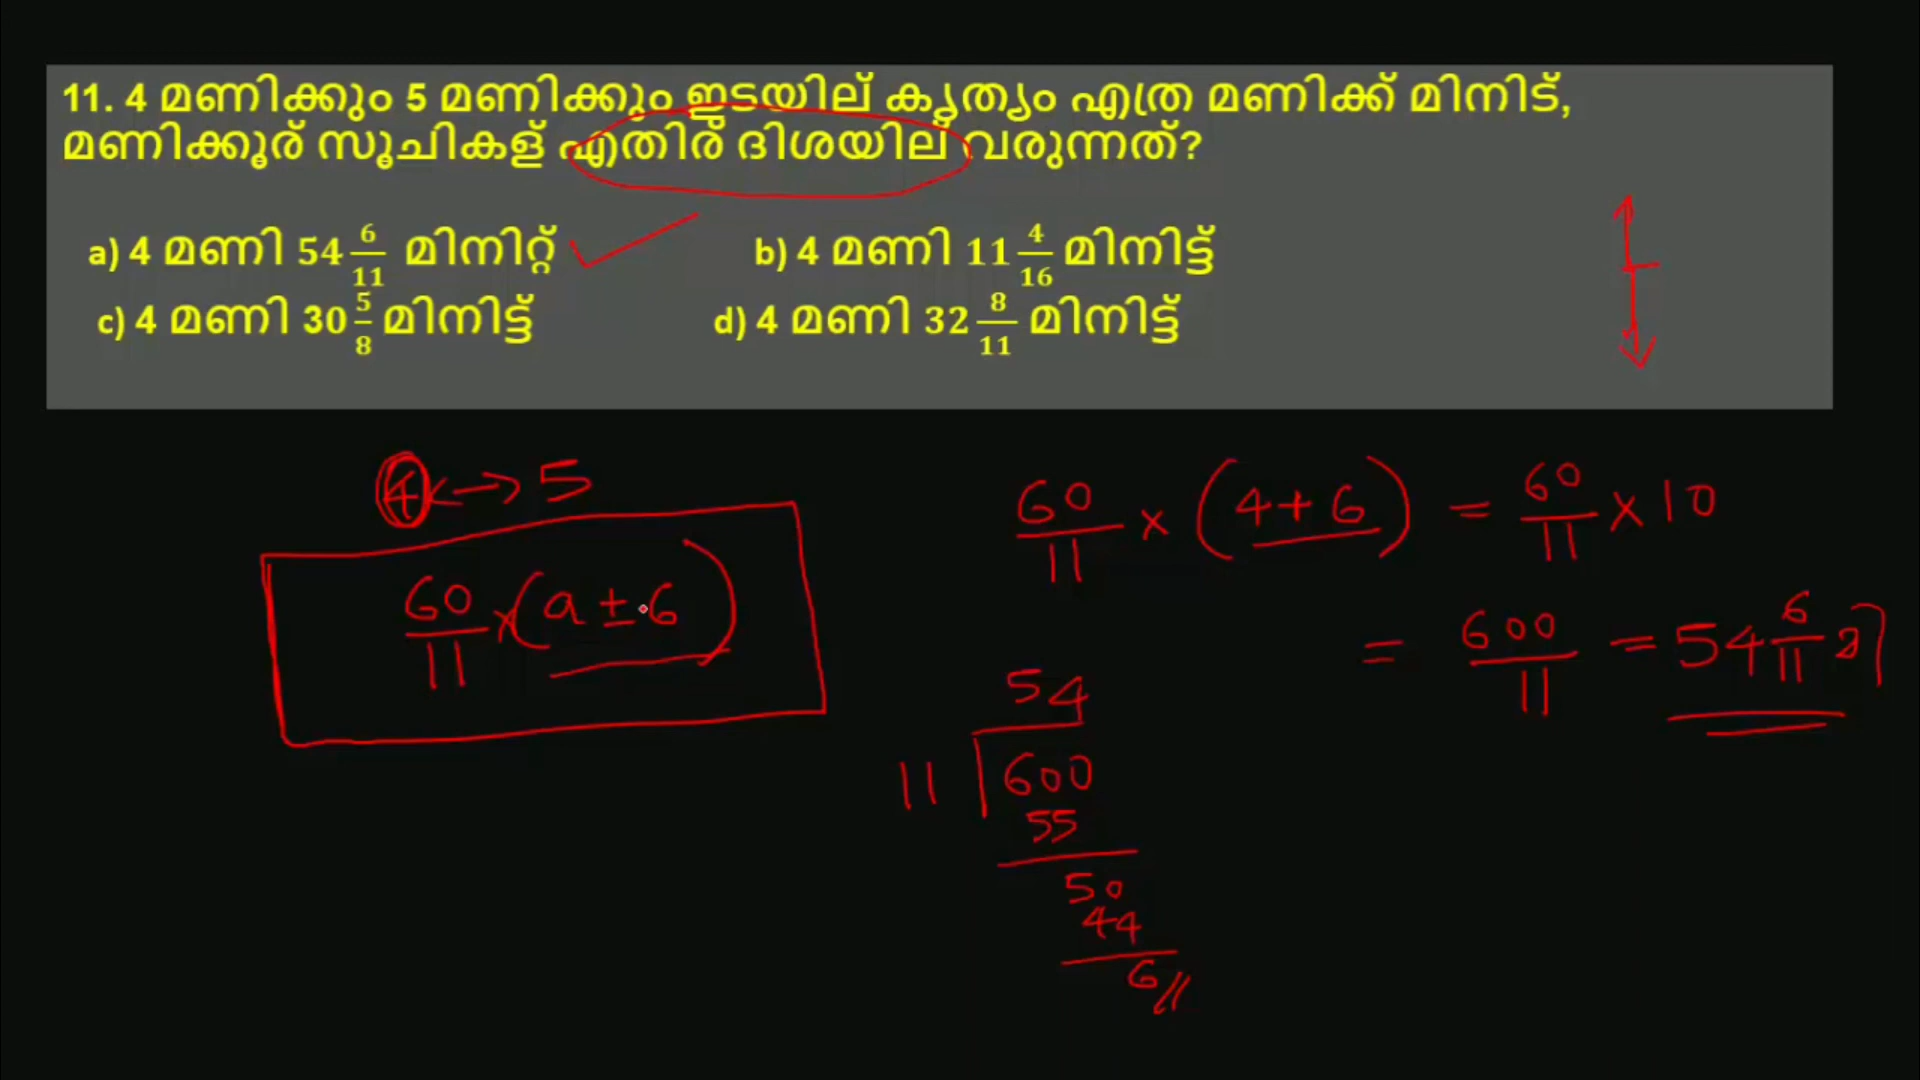 11. 4 മണിക്കും 5 മണിക്കും ഇടയില് കൃത്യം എത്ര മണിക്ക് മിനിട്,
മണിക്കൂര് സൂചികള് എതിര് ദിശയില് വരുന്നത്?
a) 4 മണി 54 6/11 മിനിറ്റ്
b) 4 മണി 11 4/16 മിനിട്ട്
c) 4 മണി 30 5/8 മിനിട്ട്
d) 4 മണി 32 8/11 മിനിട്ട്
4 ↔ 5
60/11 × (a ± 6)
60/11 × (4 + 6) = 60/11 × 10
= 600/11 = 54 6/11
54
11 600
55
50
44
6